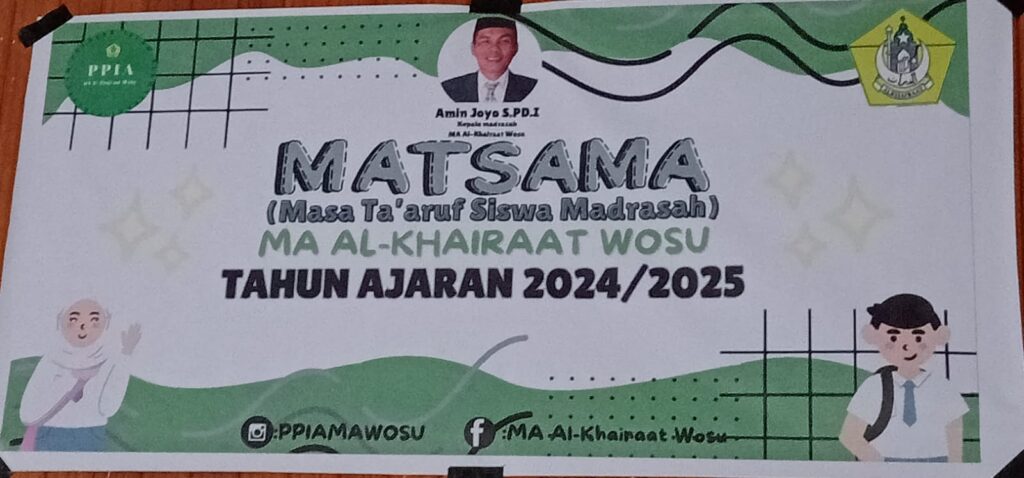 PPIA
Amin Joyo S.PD.I
Kepala madrasah
MA Al-Khairaat Wosu
MATSAMA
(Masa Ta'aruf Siswa Madrasah)
MA AL-KHAIRAAT WOSU
TAHUN AJARAN 2024/2025
:PPIAMAWOSU
:MA Al-Khairaat Wosu